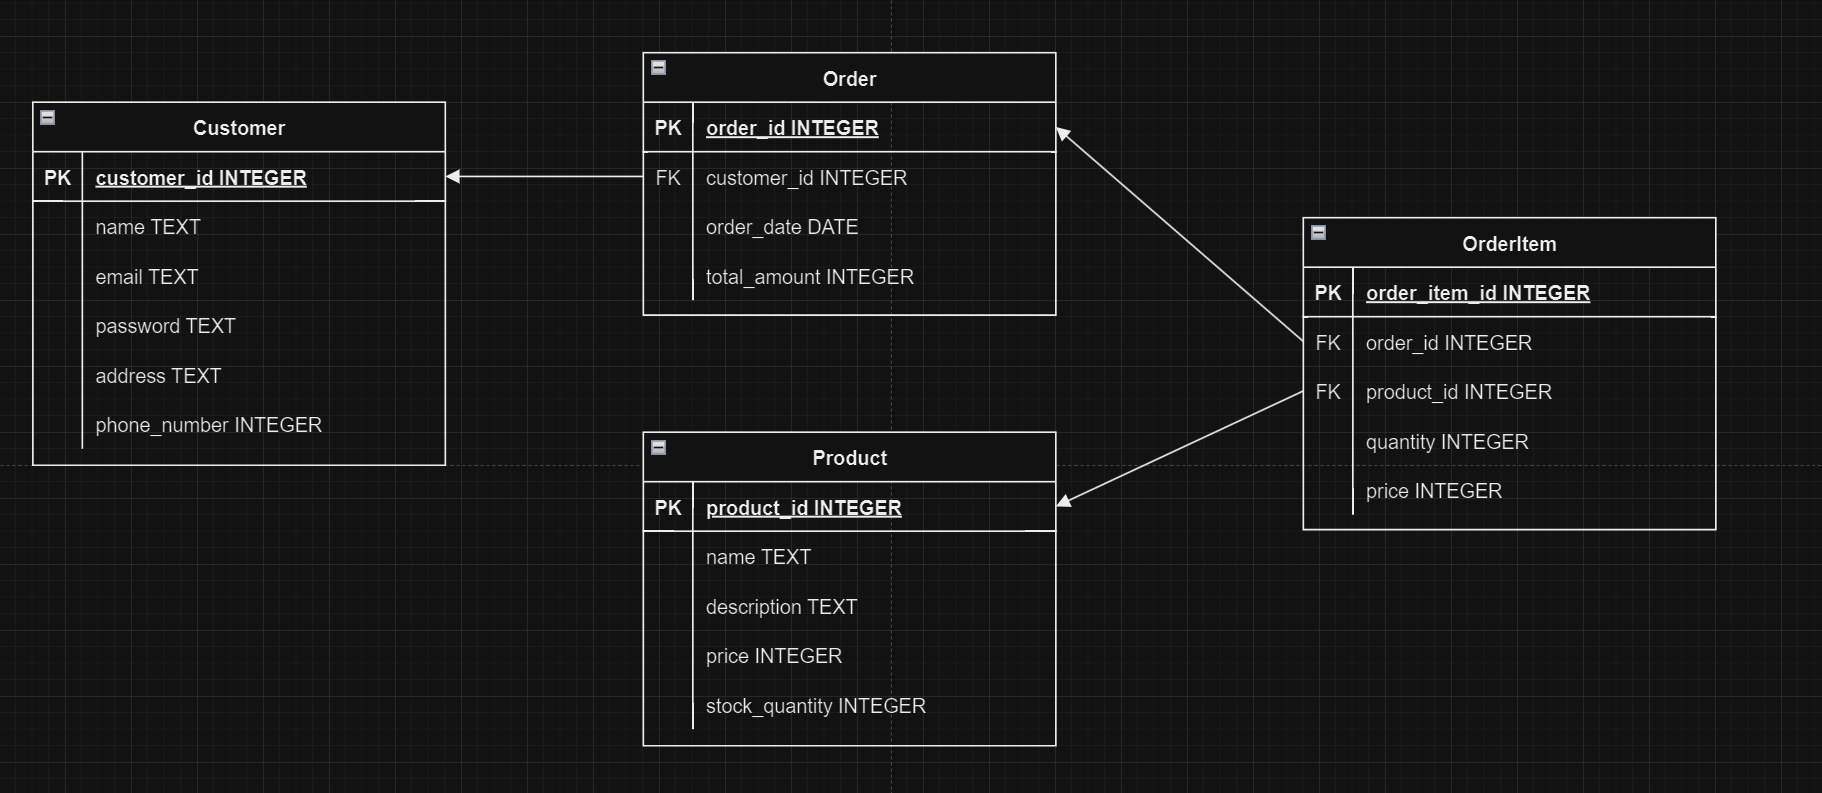 Customer
PK customer_id INTEGER
name TEXT
email TEXT
password TEXT
address TEXT
phone_number INTEGER
Order
PK order_id INTEGER
FK customer_id INTEGER
order_date DATE
total_amount INTEGER
Product
PK product_id INTEGER
name TEXT
description TEXT
price INTEGER
stock_quantity INTEGER
OrderItem
PK order_item_id INTEGER
FK order_id INTEGER
FK product_id INTEGER
quantity INTEGER
price INTEGER